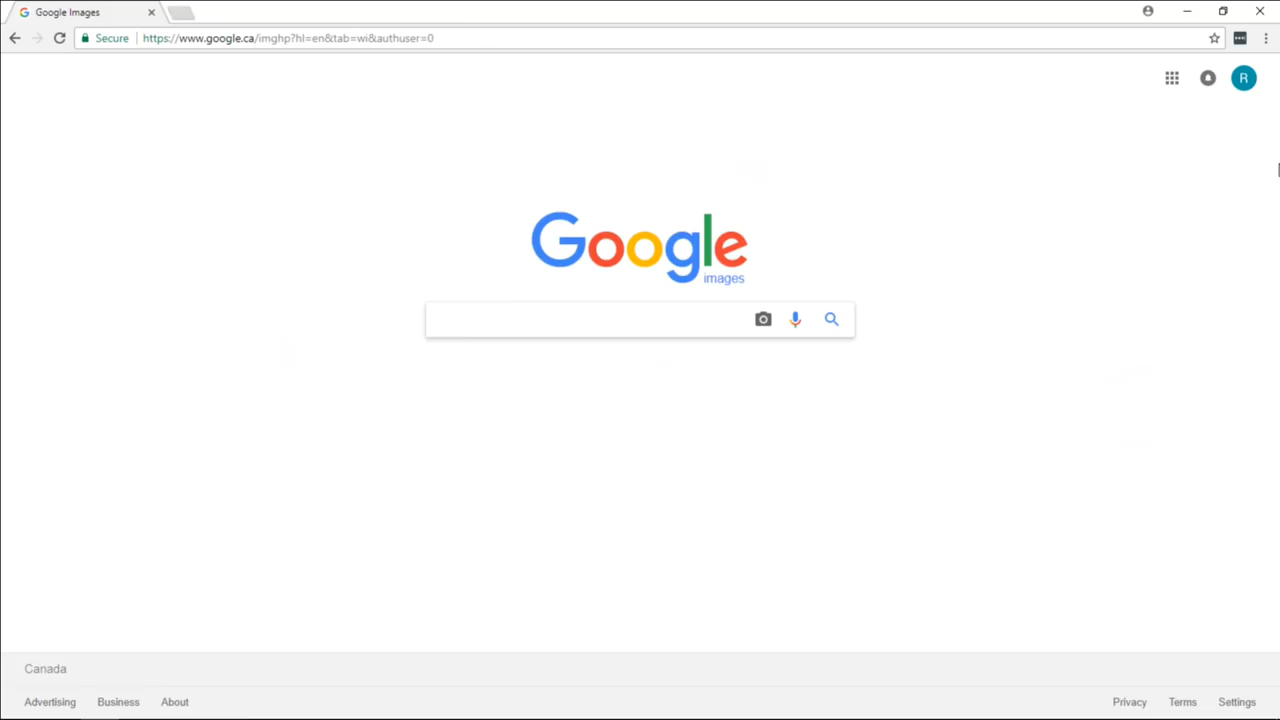 Google Images
Secure https://www.google.ca/imghp?hl=en&tab=wi&authuser=0
R
Google
images
Canada
Advertising Business About Privacy Terms Settings